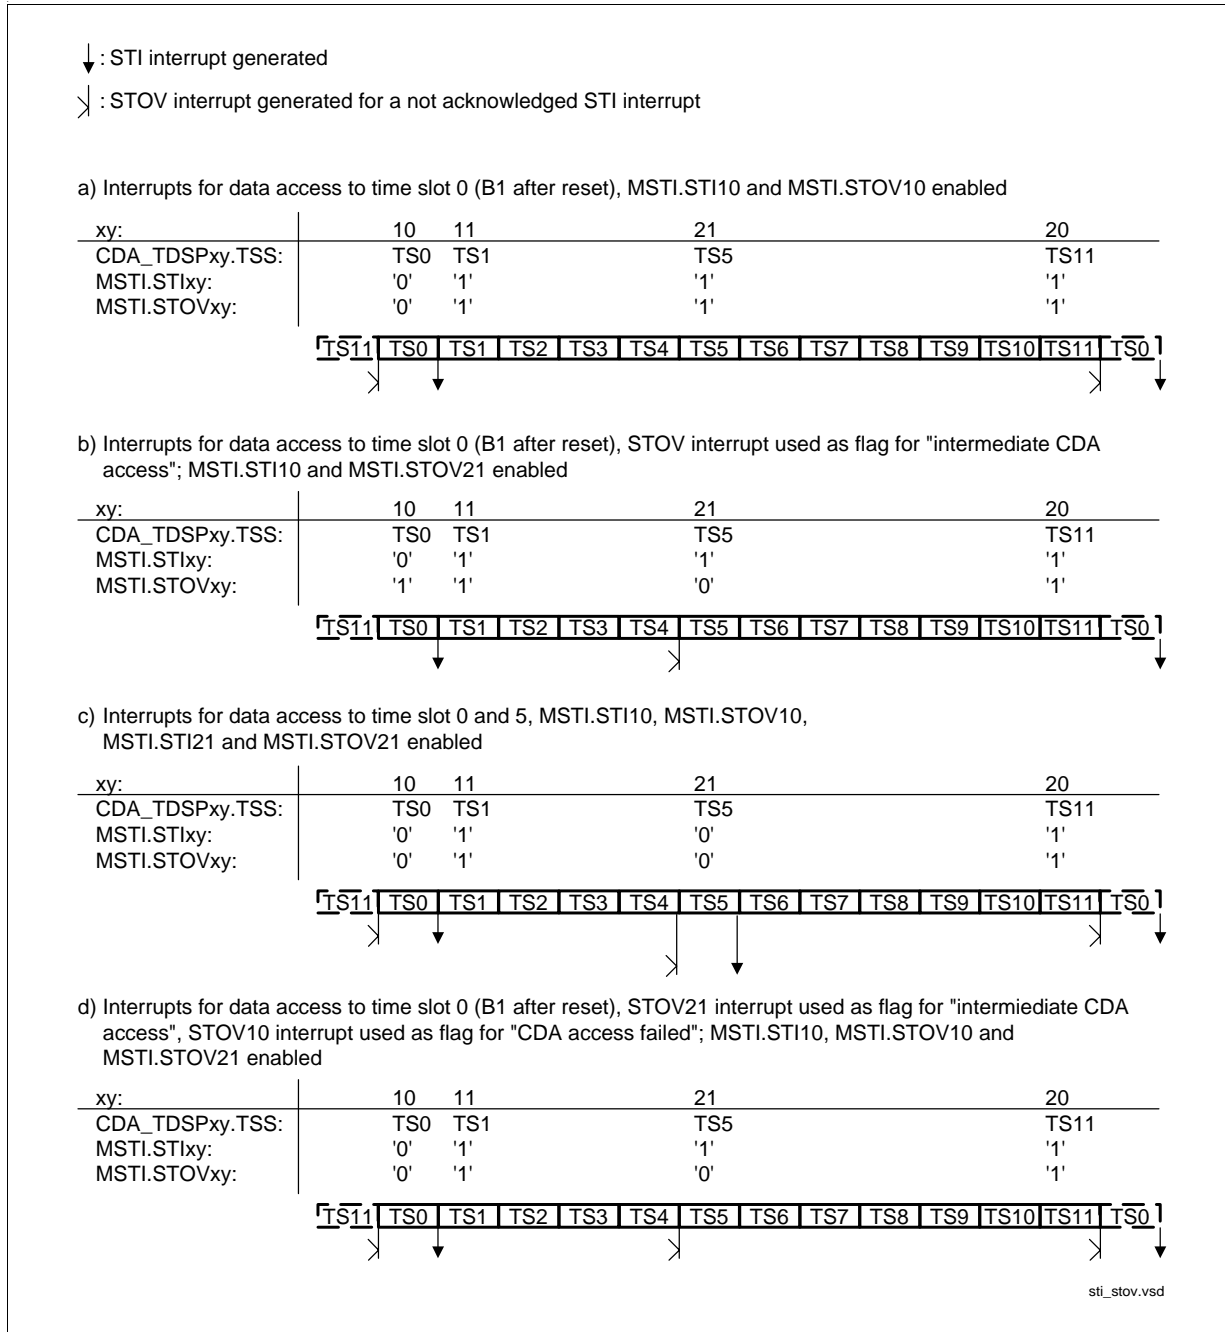 : STI interrupt generated
: STOV interrupt generated for a not acknowledged STI interrupt
a) Interrupts for data access to time slot 0 (B1 after reset), MSTI.STI10 and MSTI.STOV10 enabled
xy: 10 11 21 20
CDA_TDSPxy.TSS: TS0 TS1 TS5 TS11
MSTI.STIxy: '0' '1' '1' '1'
MSTI.STOVxy: '0' '1' '1' '1'
TS11 TS0 TS1 TS2 TS3 TS4 TS5 TS6 TS7 TS8 TS9 TS10 TS11 TS0
b) Interrupts for data access to time slot 0 (B1 after reset), STOV interrupt used as flag for "intermediate CDA
access"; MSTI.STI10 and MSTI.STOV21 enabled
xy: 10 11 21 20
CDA_TDSPxy.TSS: TS0 TS1 TS5 TS11
MSTI.STIxy: '0' '1' '1' '1'
MSTI.STOVxy: '1' '1' '0' '1'
TS11 TS0 TS1 TS2 TS3 TS4 TS5 TS6 TS7 TS8 TS9 TS10 TS11 TS0
c) Interrupts for data access to time slot 0 and 5, MSTI.STI10, MSTI.STOV10,
MSTI.STI21 and MSTI.STOV21 enabled
xy: 10 11 21 20
CDA_TDSPxy.TSS: TS0 TS1 TS5 TS11
MSTI.STIxy: '0' '1' '0' '1'
MSTI.STOVxy: '0' '1' '0' '1'
TS11 TS0 TS1 TS2 TS3 TS4 TS5 TS6 TS7 TS8 TS9 TS10 TS11 TS0
d) Interrupts for data access to time slot 0 (B1 after reset), STOV21 interrupt used as flag for "intermiediate CDA
access", STOV10 interrupt used as flag for "CDA access failed"; MSTI.STI10, MSTI.STOV10 and
MSTI.STOV21 enabled
xy: 10 11 21 20
CDA_TDSPxy.TSS: TS0 TS1 TS5 TS11
MSTI.STIxy: '0' '1' '1' '1'
MSTI.STOVxy: '0' '1' '0' '1'
TS11 TS0 TS1 TS2 TS3 TS4 TS5 TS6 TS7 TS8 TS9 TS10 TS11 TS0
sti_stov.vsd